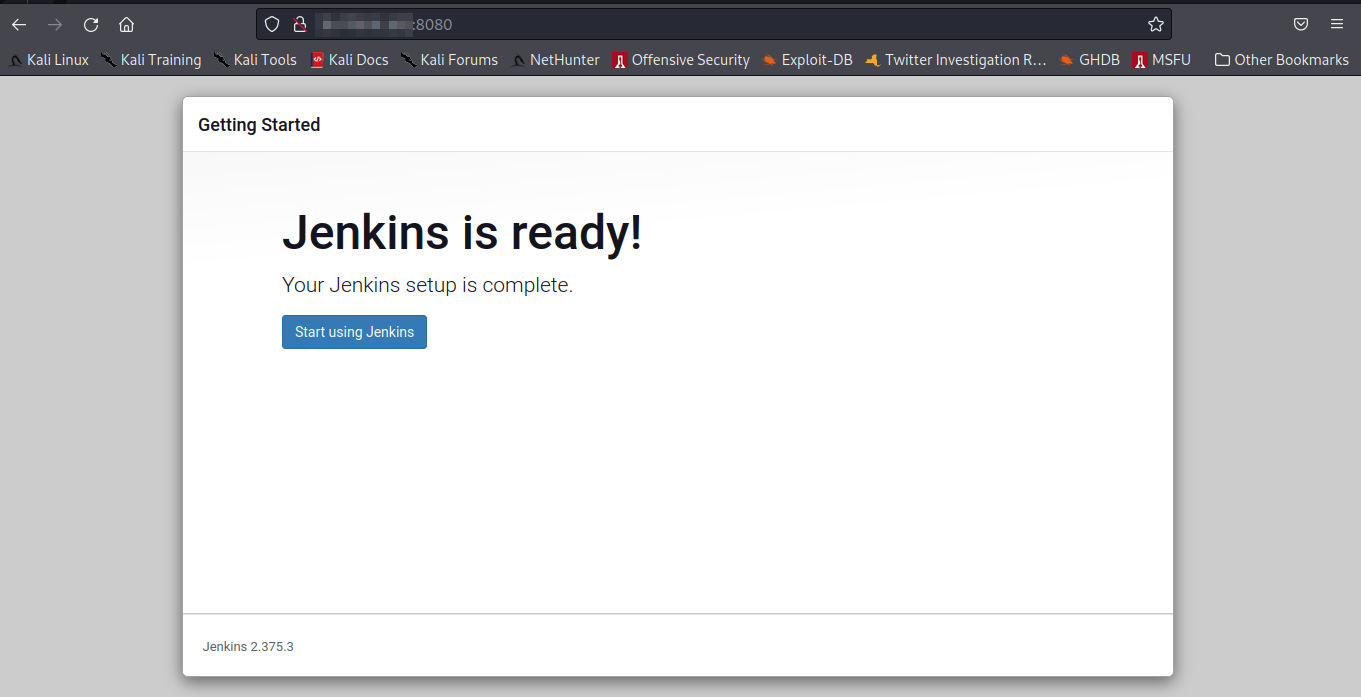 :8080
Kali Linux Kali Training Kali Tools Kali Docs Kali Forums NetHunter Offensive Security Exploit-DB Twitter Investigation R... GHDB MSFU Other Bookmarks
Getting Started
Jenkins is ready!
Your Jenkins setup is complete.
Start using Jenkins
Jenkins 2.375.3